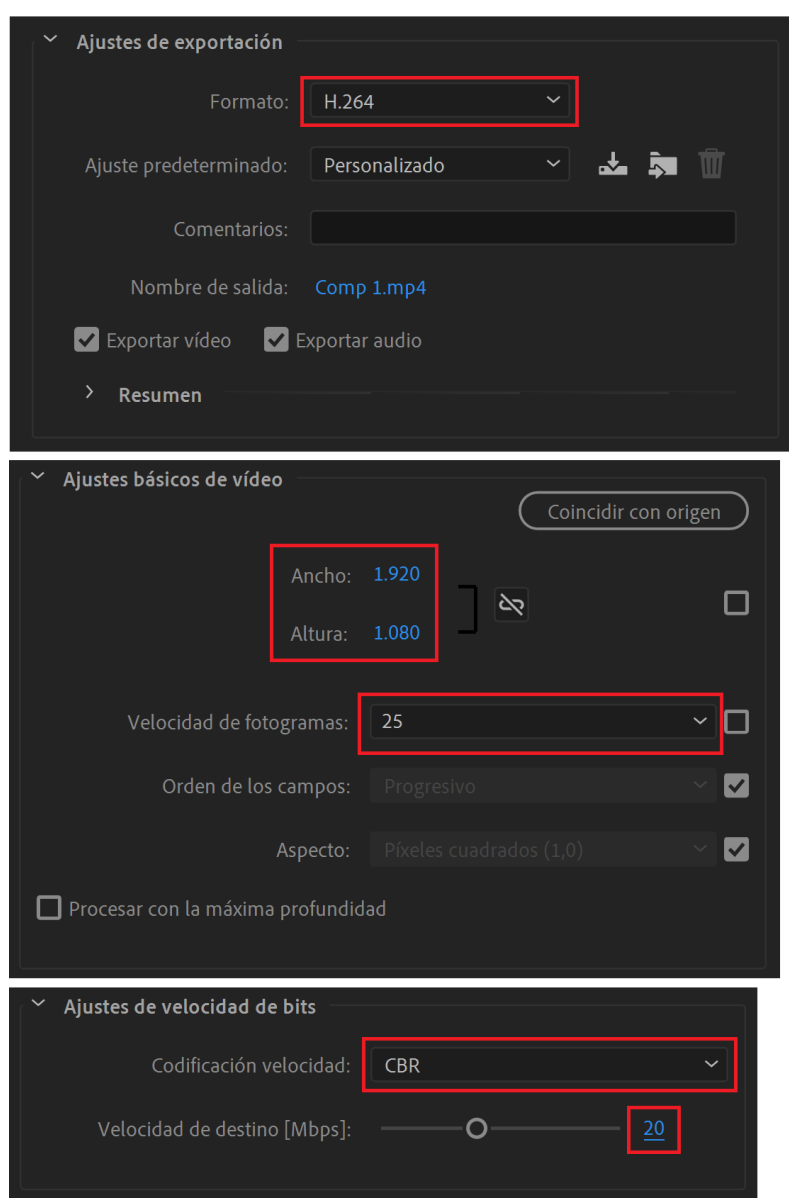 Ajustes de exportación
Formato: H.264
Ajuste predeterminado: Personalizado
Comentarios:
Nombre de salida: Comp 1.mp4
Exportar vídeo Exportar audio
Resumen
Ajustes básicos de vídeo
Coincidir con origen
Ancho: 1.920
Altura: 1.080
Velocidad de fotogramas: 25
Orden de los campos: Progresivo
Aspecto: Píxeles cuadrados (1,0)
Procesar con la máxima profundidad
Ajustes de velocidad de bits
Codificación velocidad: CBR
Velocidad de destino [Mbps]: 20